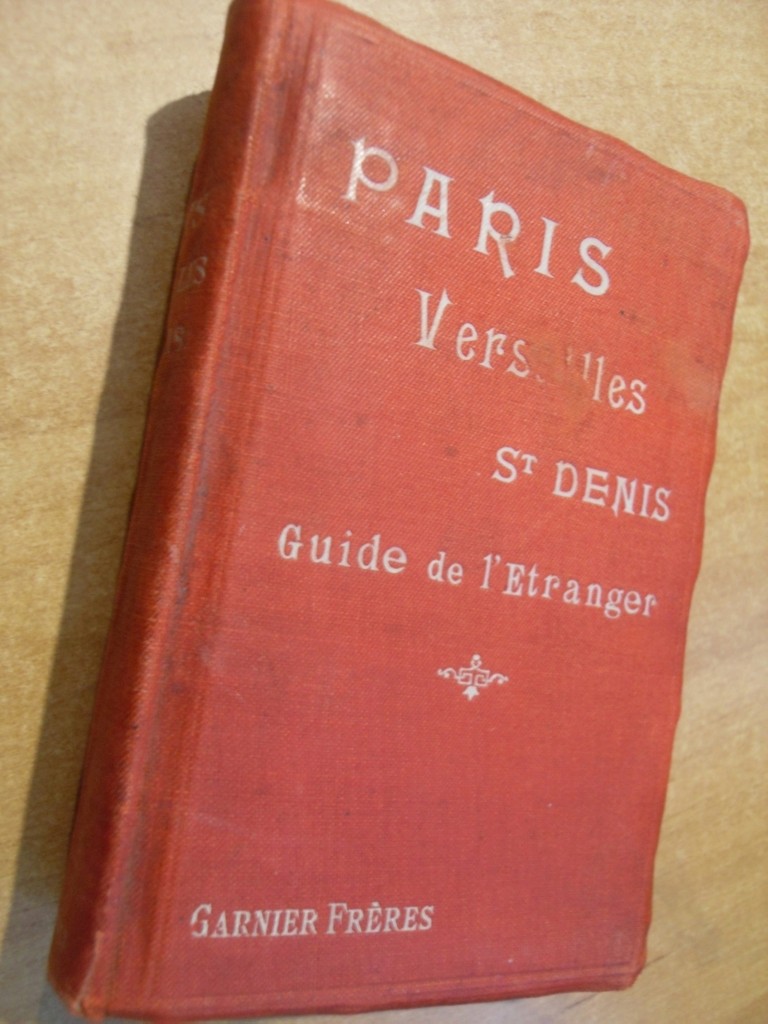 PARIS
Versailles
ST DENIS
Guide de l'Etranger
GARNIER FRÈRES